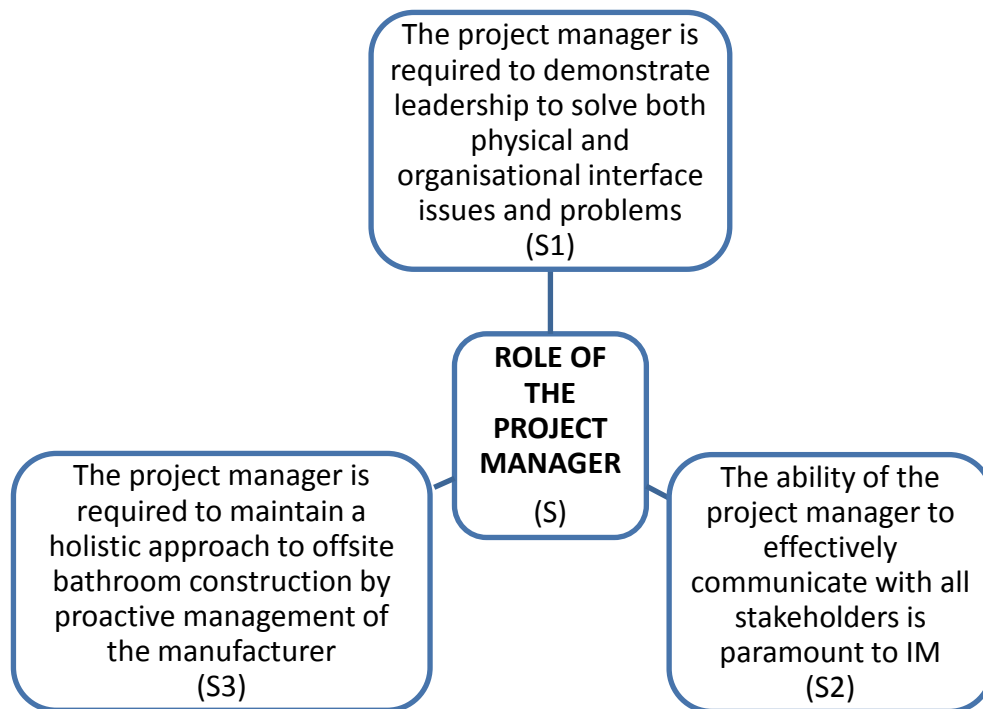 The project manager is
required to demonstrate
leadership to solve both
physical and
organisational interface
issues and problems
(S1)
ROLE OF
THE
PROJECT
MANAGER
(S)
The project manager is
required to maintain a
holistic approach to offsite
bathroom construction by
proactive management of
the manufacturer
(S3)
The ability of the
project manager to
effectively
communicate with all
stakeholders is
paramount to IM
(S2)